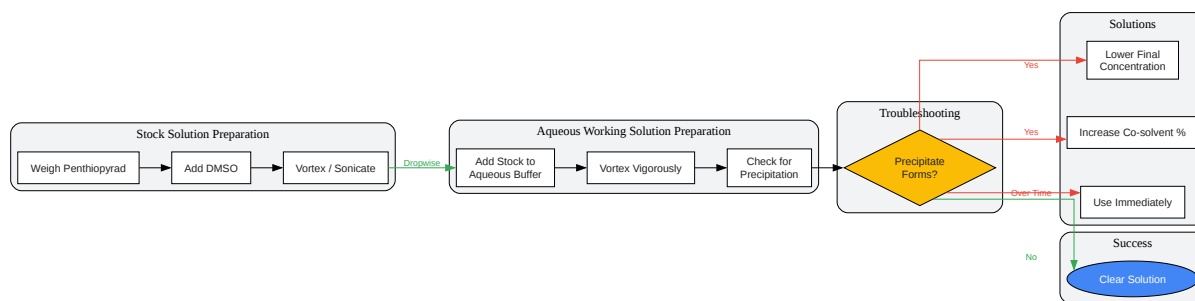 Stock Solution Preparation
Weigh Penthiopyrad
Add DMSO
Vortex / Sonicate
Dropwise
Aqueous Working Solution Preparation
Add Stock to
Aqueous Buffer
Vortex Vigorously
Check for
Precipitation
Troubleshooting
Precipitate
Forms?
Yes
Yes
Over Time
No
Solutions
Lower Final
Concentration
Increase Co-solvent %
Use Immediately
Success
Clear Solution